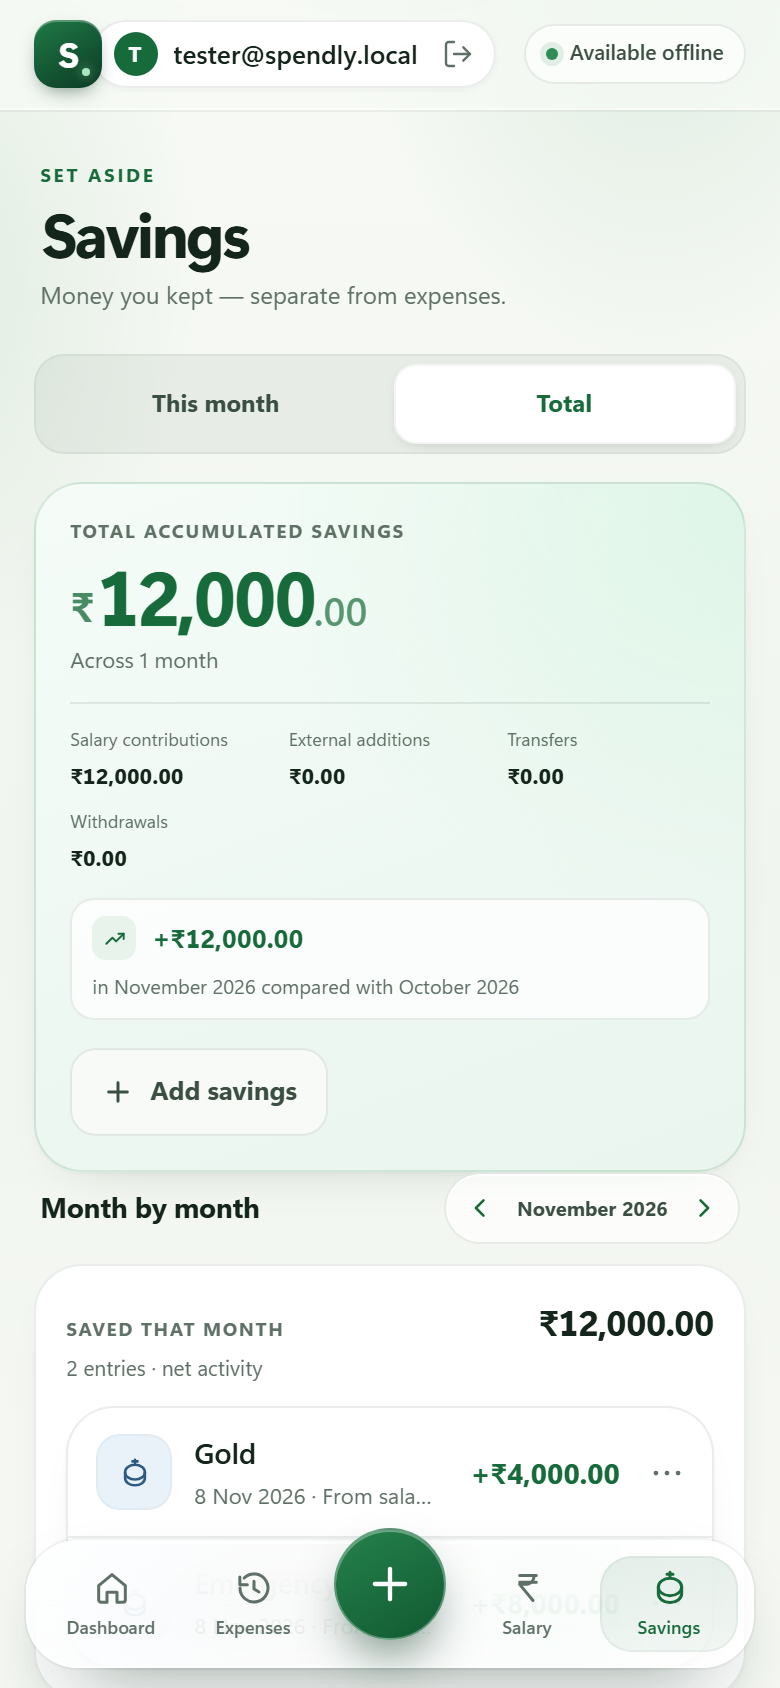 S.
T
tester@spendly.local
Available offline
SET ASIDE
Savings
Money you kept — separate from expenses.
This month
Total
TOTAL ACCUMULATED SAVINGS
₹12,000.00
Across 1 month
Salary contributions
₹12,000.00
External additions
₹0.00
Transfers
₹0.00
Withdrawals
₹0.00
+₹12,000.00
in November 2026 compared with October 2026
Add savings
Month by month
November 2026
SAVED THAT MONTH
₹12,000.00
2 entries · net activity
Gold
8 Nov 2026 · From sala...
+₹4,000.00
+₹8,000.00
Dashboard
Expenses
Salary
Savings